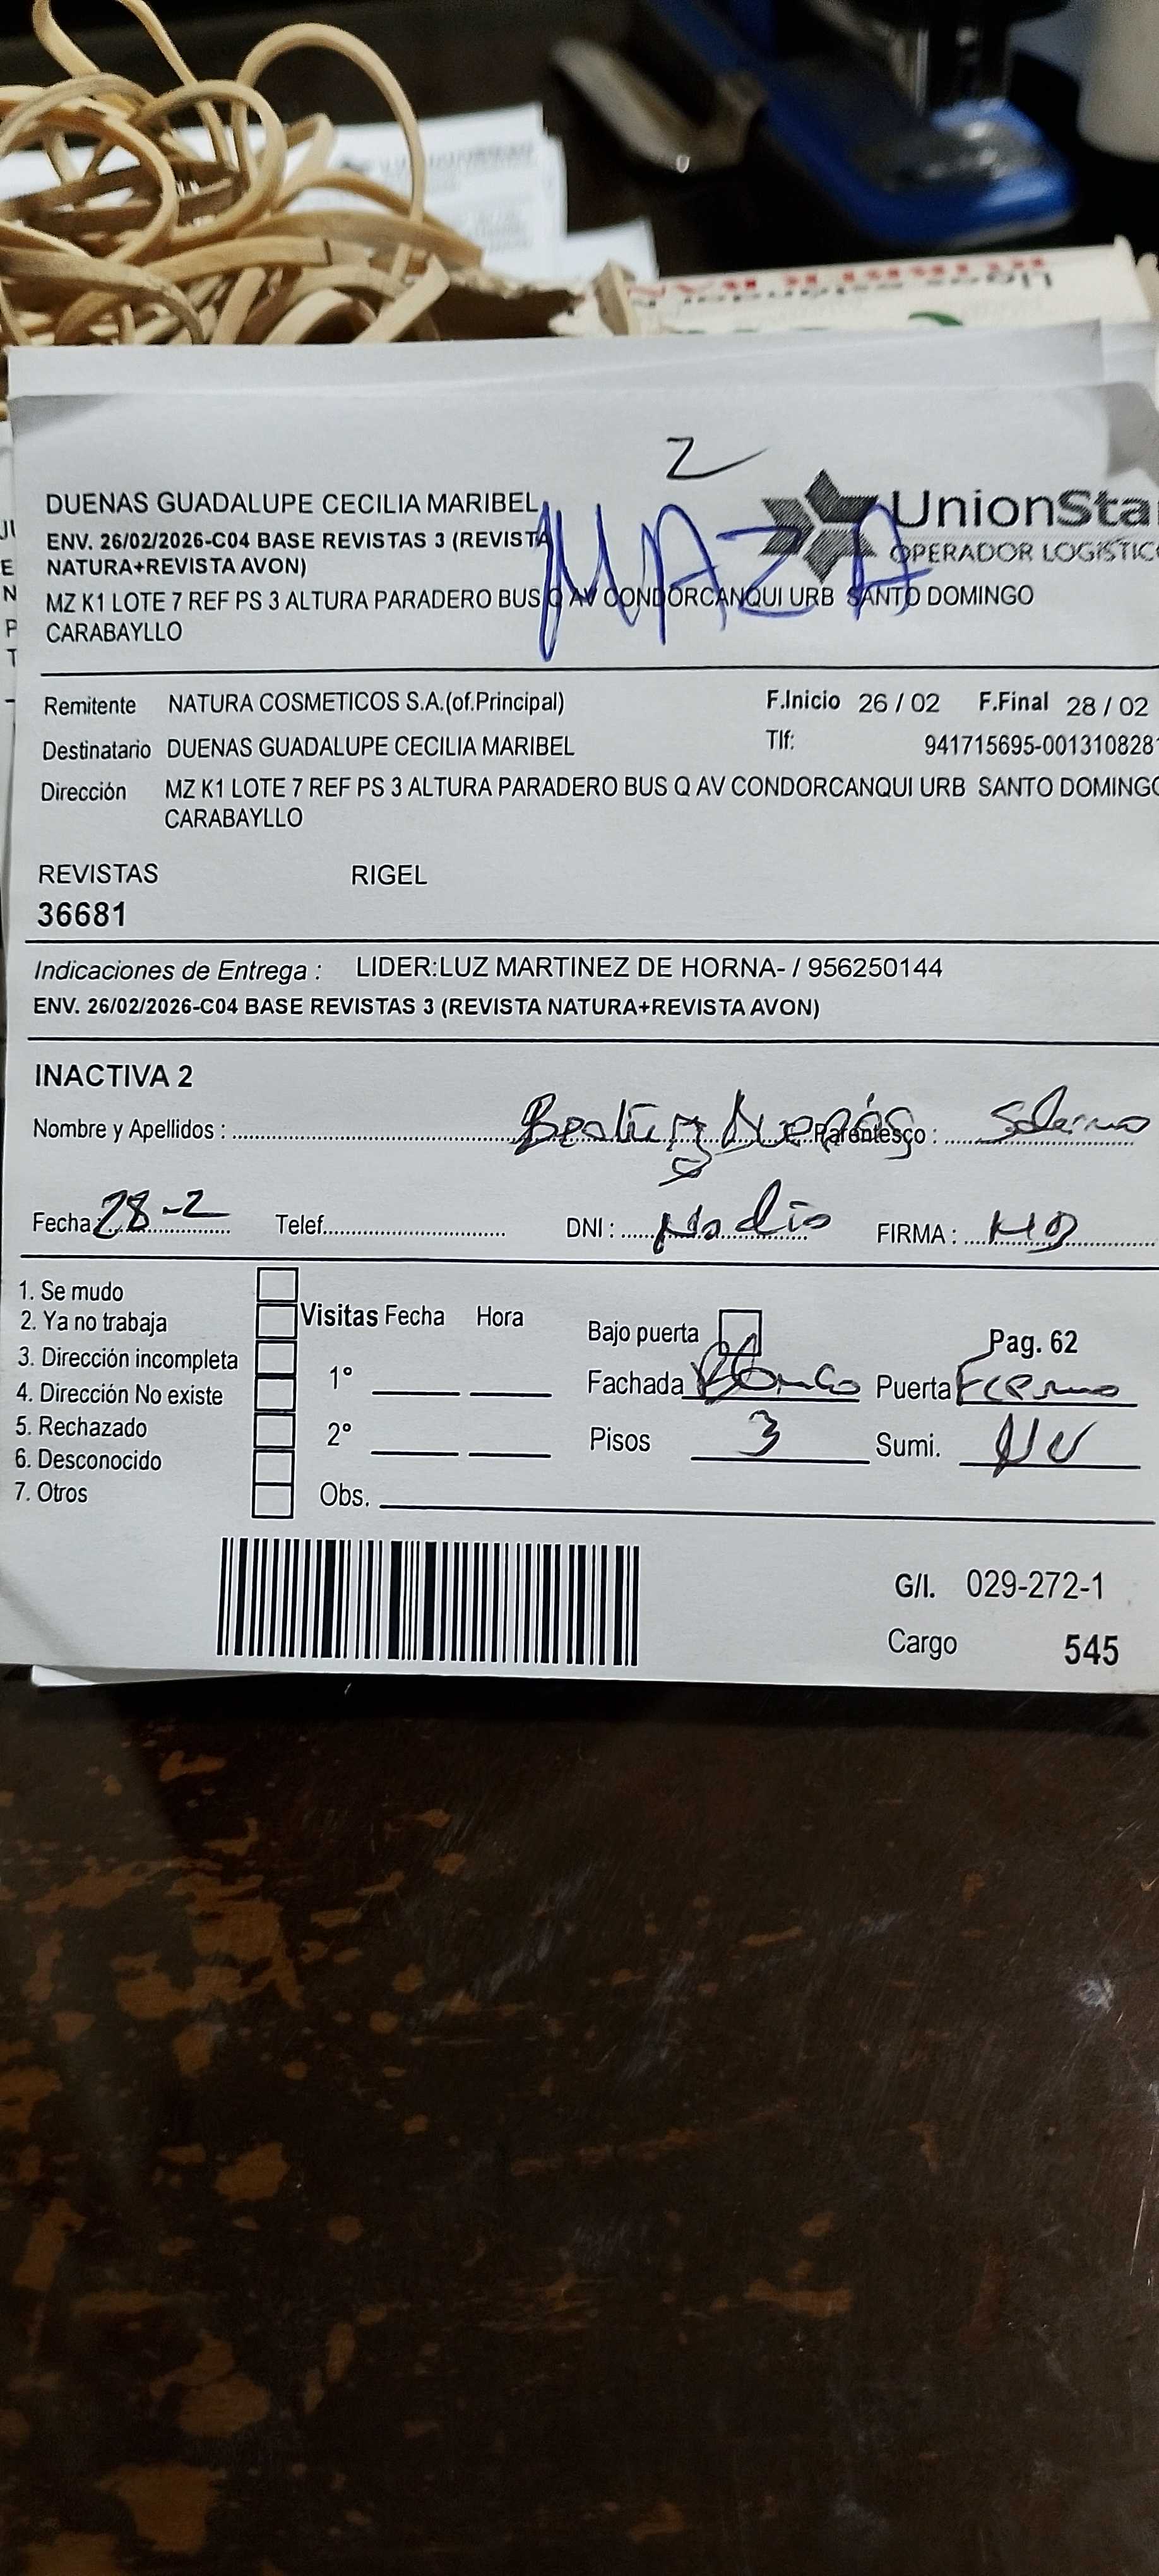 Z
DUENAS GUADALUPE CECILIA MARIBEL
UnionSta
OPERADOR LOGISTIC
MAZA
ENV. 26/02/2026-C04 BASE REVISTAS 3 (REVISTA
NATURA+REVISTA AVON)
MZ K1 LOTE 7 REF PS 3 ALTURA PARADERO BUS Q AV CONDORCANQUI URB SANTO DOMINGO
CARABAYLLO
Remitente NATURA COSMETICOS S.A.(of.Principal) F.Inicio 26 / 02 F.Final 28 / 02
Destinatario DUENAS GUADALUPE CECILIA MARIBEL Tlf: 941715695-001310828
Dirección MZ K1 LOTE 7 REF PS 3 ALTURA PARADERO BUS Q AV CONDORCANQUI URB SANTO DOMINGO
CARABAYLLO
REVISTAS RIGEL
36681
Indicaciones de Entrega : LIDER:LUZ MARTINEZ DE HORNA- / 956250144
ENV. 26/02/2026-C04 BASE REVISTAS 3 (REVISTA NATURA+REVISTA AVON)
INACTIVA 2
Nombre y Apellidos : Beatriz Parentesco :
Fecha: 28-2 Telef. DNI : FIRMA :
1. Se mudo
2. Ya no trabaja
3. Dirección incompleta
4. Dirección No existe
5. Rechazado
6. Desconocido
7. Otros
Visitas Fecha Hora
1°
2°
Obs.
Bajo puerta Pag. 62
Fachada Blanco Puerta Fierro
Pisos 3 Sumi. NV
G/I. 029-272-1
Cargo 545